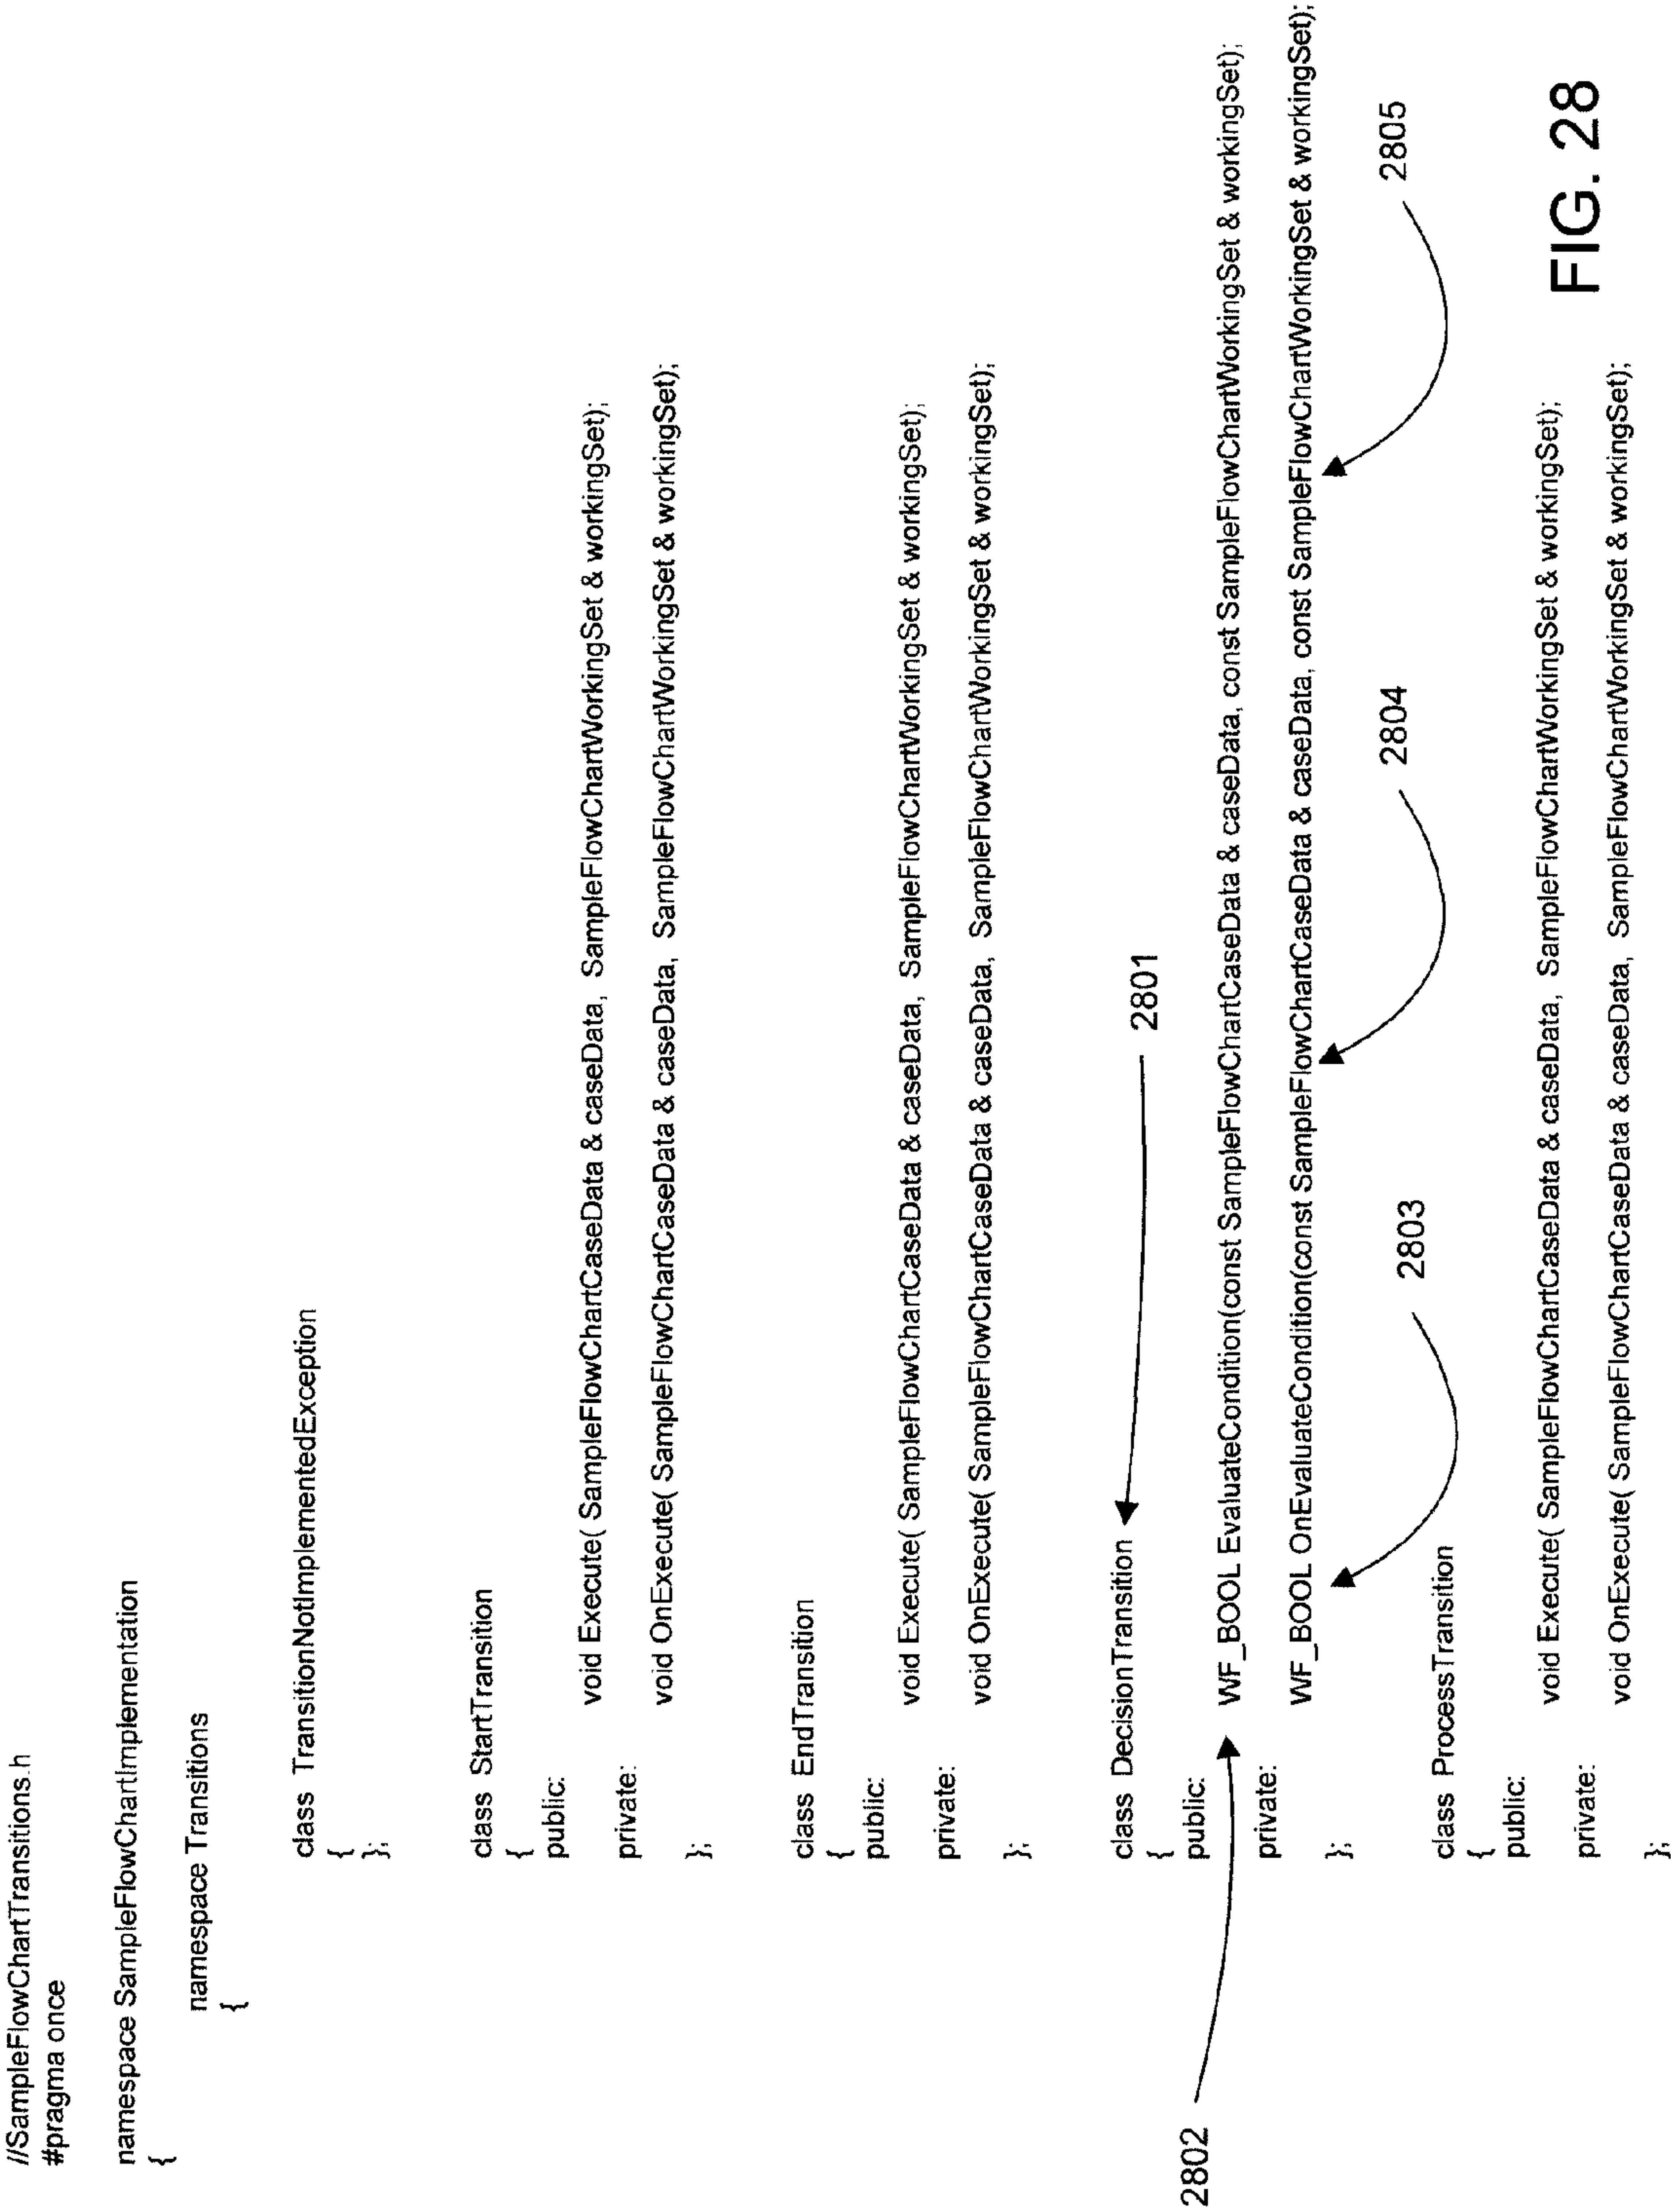 //SampleFlowChartTransitions.h
#pragma once
namespace SampleFlowChartImplementation
{
namespace Transitions
{
class TransitionNotImplementedException
{
};
class StartTransition
{
public:
void Execute( SampleFlowChartCaseData & caseData, SampleFlowChartWorkingSet & workingSet);
private:
void OnExecute( SampleFlowChartCaseData & caseData, SampleFlowChartWorkingSet & workingSet);
};
class EndTransition
{
public:
void Execute( SampleFlowChartCaseData & caseData, SampleFlowChartWorkingSet & workingSet);
private:
void OnExecute( SampleFlowChartCaseData & caseData, SampleFlowChartWorkingSet & workingSet);
};
class DecisionTransition
2801
{
2802
public:
WF_BOOL EvaluateCondition(const SampleFlowChartCaseData & caseData, const SampleFlowChartWorkingSet & workingSet);
private:
WF_BOOL OnEvaluateCondition(const SampleFlowChartCaseData & caseData, const SampleFlowChartWorkingSet & workingSet);
};
2803
2804
2805
class ProcessTransition
{
public:
void Execute( SampleFlowChartCaseData & caseData, SampleFlowChartWorkingSet & workingSet);
private:
void OnExecute( SampleFlowChartCaseData & caseData, SampleFlowChartWorkingSet & workingSet);
};
FIG. 28